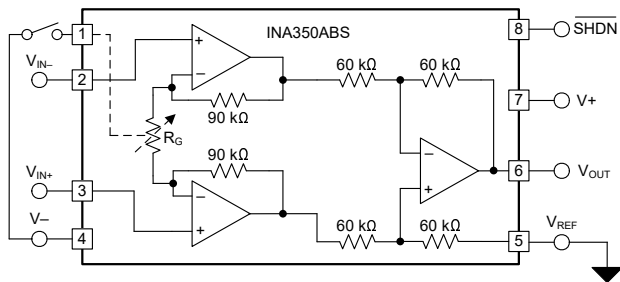 INA350ABS
1
8
SHDN
V_IN–
2
+
–
60 kΩ
60 kΩ
90 kΩ
7
V+
R_G
–
+
6
V_OUT
90 kΩ
V_IN+
3
–
+
V–
4
60 kΩ
60 kΩ
5
V_REF